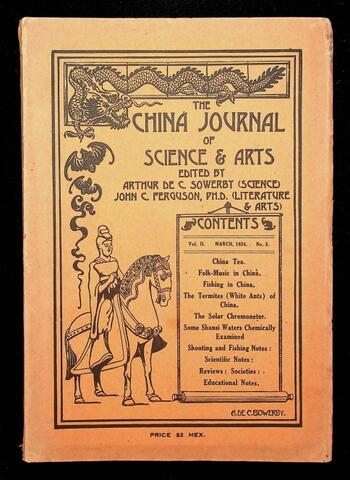 THE
CHINA JOURNAL
OF
SCIENCE & ARTS
EDITED BY
ARTHUR DE C. SOWERBY (SCIENCE)
JOHN C. FERGUSON, PH.D. (LITERATURE
& ARTS)
CONTENTS
Vol. II. MARCH, 1924. No. 2.
China Tea.
Folk-Music in China.
Fishing in China.
The Termites (White Ants) of
China.
The Solar Chronometer.
Some Shansi Waters Chemically
Examined
Shooting and Fishing Notes:
Scientific Notes:
Reviews: Societies:
Educational Notes.
A. DE C. SOWERBY.
PRICE $2 MEX.